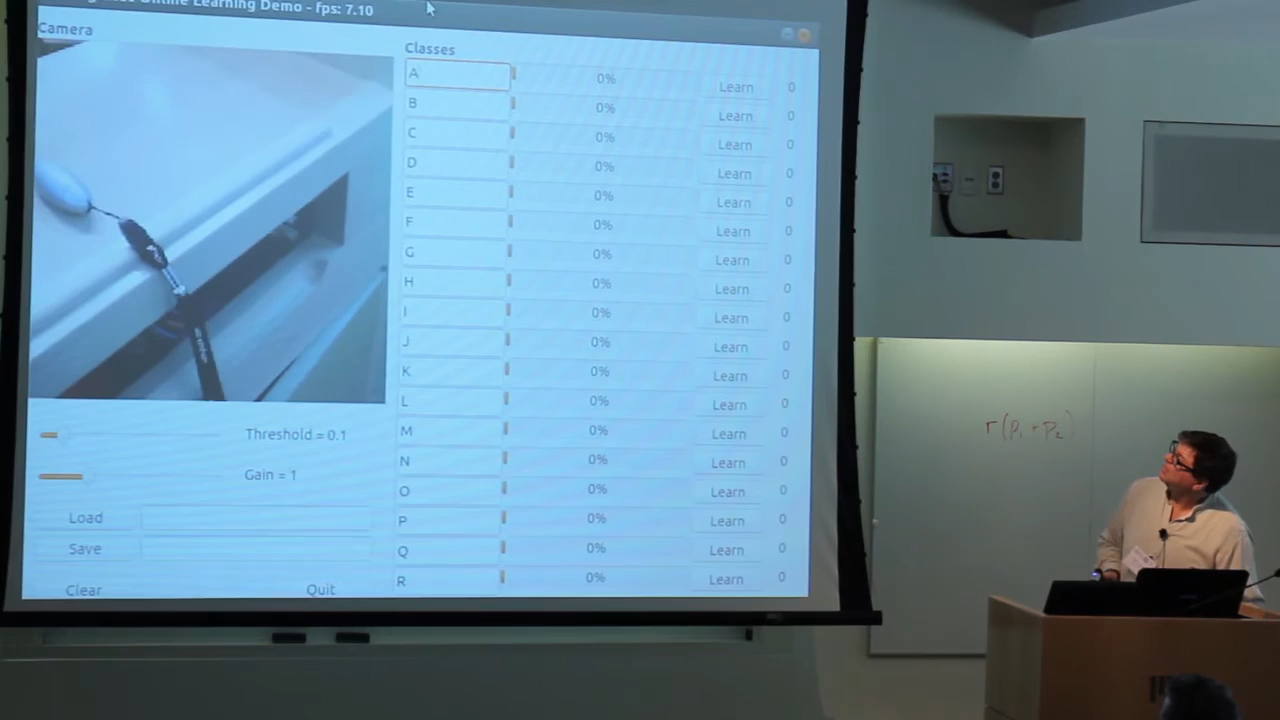 Online Learning Demo - fps: 7.10
Camera
Classes
A 0% Learn 0
B 0% Learn 0
C 0% Learn 0
D 0% Learn 0
E 0% Learn 0
F 0% Learn 0
G 0% Learn 0
H 0% Learn 0
I 0% Learn 0
J 0% Learn 0
K 0% Learn 0
L 0% Learn 0
M 0% Learn 0
N 0% Learn 0
O 0% Learn 0
P 0% Learn 0
Q 0% Learn 0
R 0% Learn 0
Threshold = 0.1
Gain = 1
Load
Save
Clear Quit
r(p₁ + p₂)